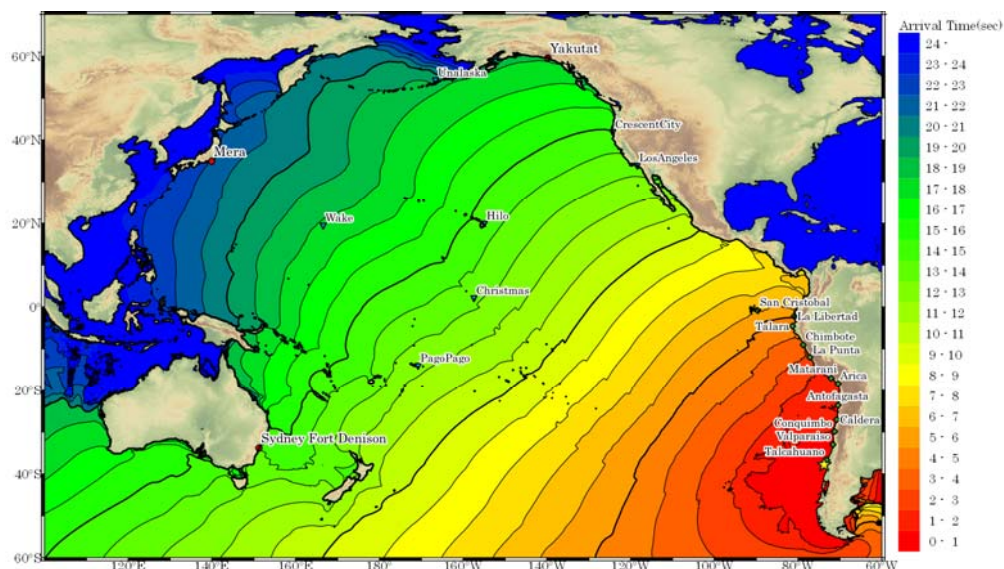 Arrival Time(sec)
24 -
23 - 24
22 - 23
21 - 22
20 - 21
19 - 20
18 - 19
17 - 18
16 - 17
15 - 16
14 - 15
13 - 14
12 - 13
11 - 12
10 - 11
9 - 10
8 - 9
7 - 8
6 - 7
5 - 6
4 - 5
3 - 4
2 - 3
1 - 2
0 - 1
60°N
40°N
20°N
0°
20°S
40°S
60°S
Yakutat
Unalaska
CrescentCity
Mera
LosAngeles
Wake
Hilo
Christmas
San Cristobal
La Libertad
Talara
Chimbote
La Punta
PagoPago
Matarani
Arica
Antofagasta
Caldera
Conquimbo
Valparaiso
Sydney Fort Denison
Talcahuano
120°E
140°E
160°E
180°
160°W
140°W
120°W
100°W
80°W
60°W